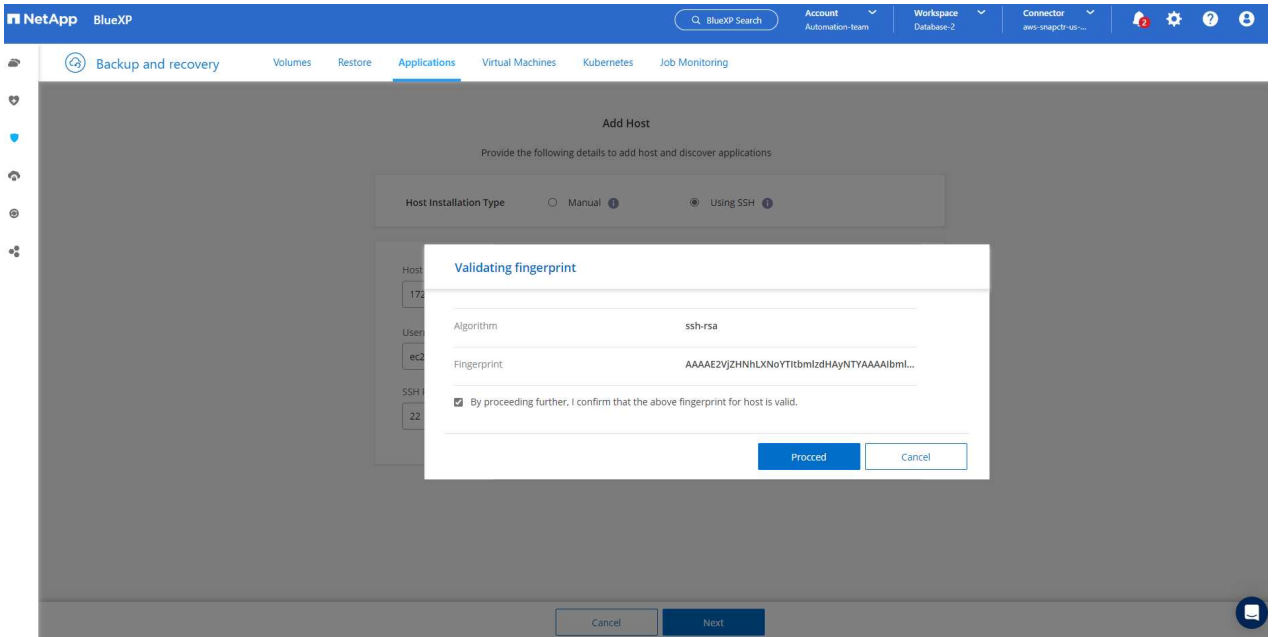 NetApp BlueXP
BlueXP Search
Account
Automation-team
Workspace
Database-2
Connector
aws-snapctr-us-...
2
Backup and recovery
Volumes Restore Applications Virtual Machines Kubernetes Job Monitoring
Add Host
Provide the following details to add host and discover applications
Host Installation Type Manual Using SSH
Host
172
Validating fingerprint
Algorithm ssh-rsa
User
ec2
Fingerprint AAAAE2VjZHNhLXNoYTItbmlzdHAyNTYAAAAIbml...
SSH
22
By proceeding further, I confirm that the above fingerprint for host is valid.
Procced Cancel
Cancel Next